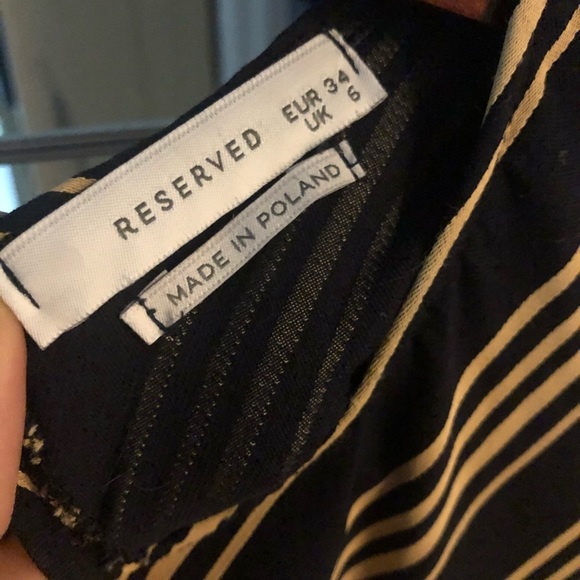 RESERVED
EUR 34
UK 6
MADE IN POLAND